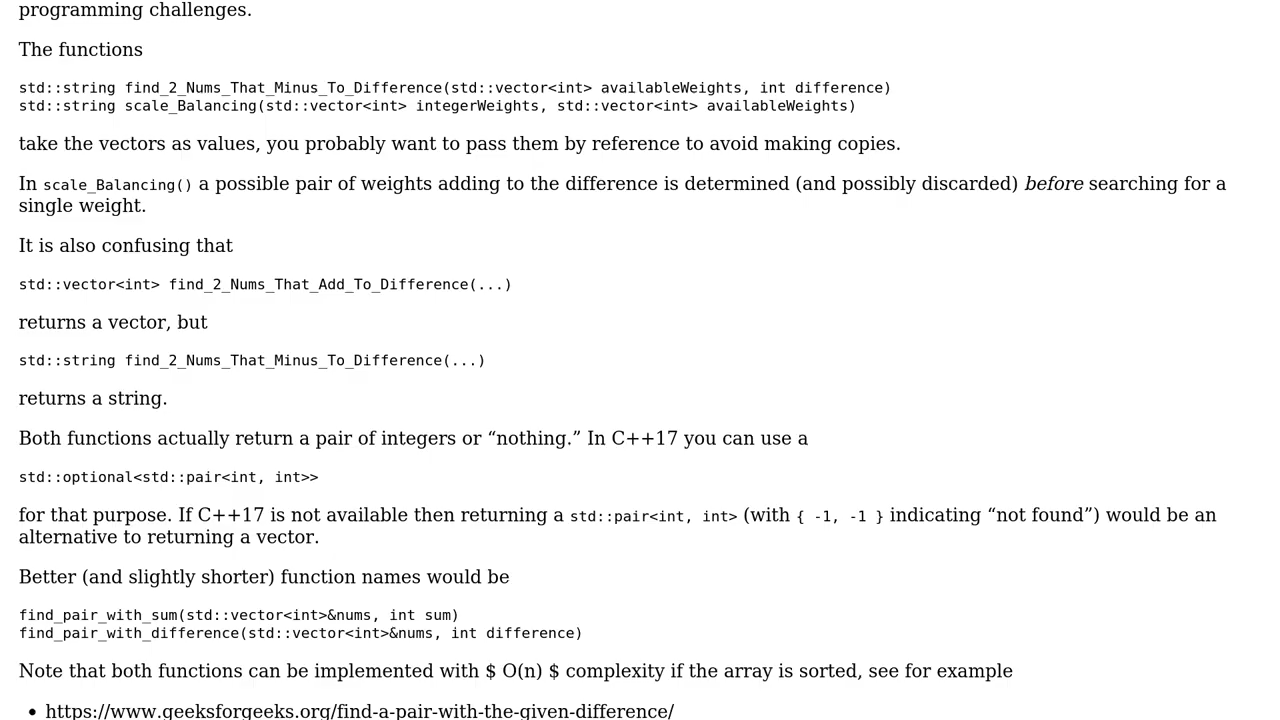 programming challenges.
The functions
std::string find_2_Nums_That_Minus_To_Difference(std::vector<int> availableWeights, int difference)
std::string scale_Balancing(std::vector<int> integerWeights, std::vector<int> availableWeights)
take the vectors as values, you probably want to pass them by reference to avoid making copies.
In scale_Balancing() a possible pair of weights adding to the difference is determined (and possibly discarded) before searching for a
single weight.
It is also confusing that
std::vector<int> find_2_Nums_That_Add_To_Difference(...)
returns a vector, but
std::string find_2_Nums_That_Minus_To_Difference(...)
returns a string.
Both functions actually return a pair of integers or “nothing.” In C++17 you can use a
std::optional<std::pair<int, int>>
for that purpose. If C++17 is not available then returning a std::pair<int, int> (with { -1, -1 } indicating “not found”) would be an
alternative to returning a vector.
Better (and slightly shorter) function names would be
find_pair_with_sum(std::vector<int>&nums, int sum)
find_pair_with_difference(std::vector<int>&nums, int difference)
Note that both functions can be implemented with $ O(n) $ complexity if the array is sorted, see for example
• https://www.geeksforgeeks.org/find-a-pair-with-the-given-difference/